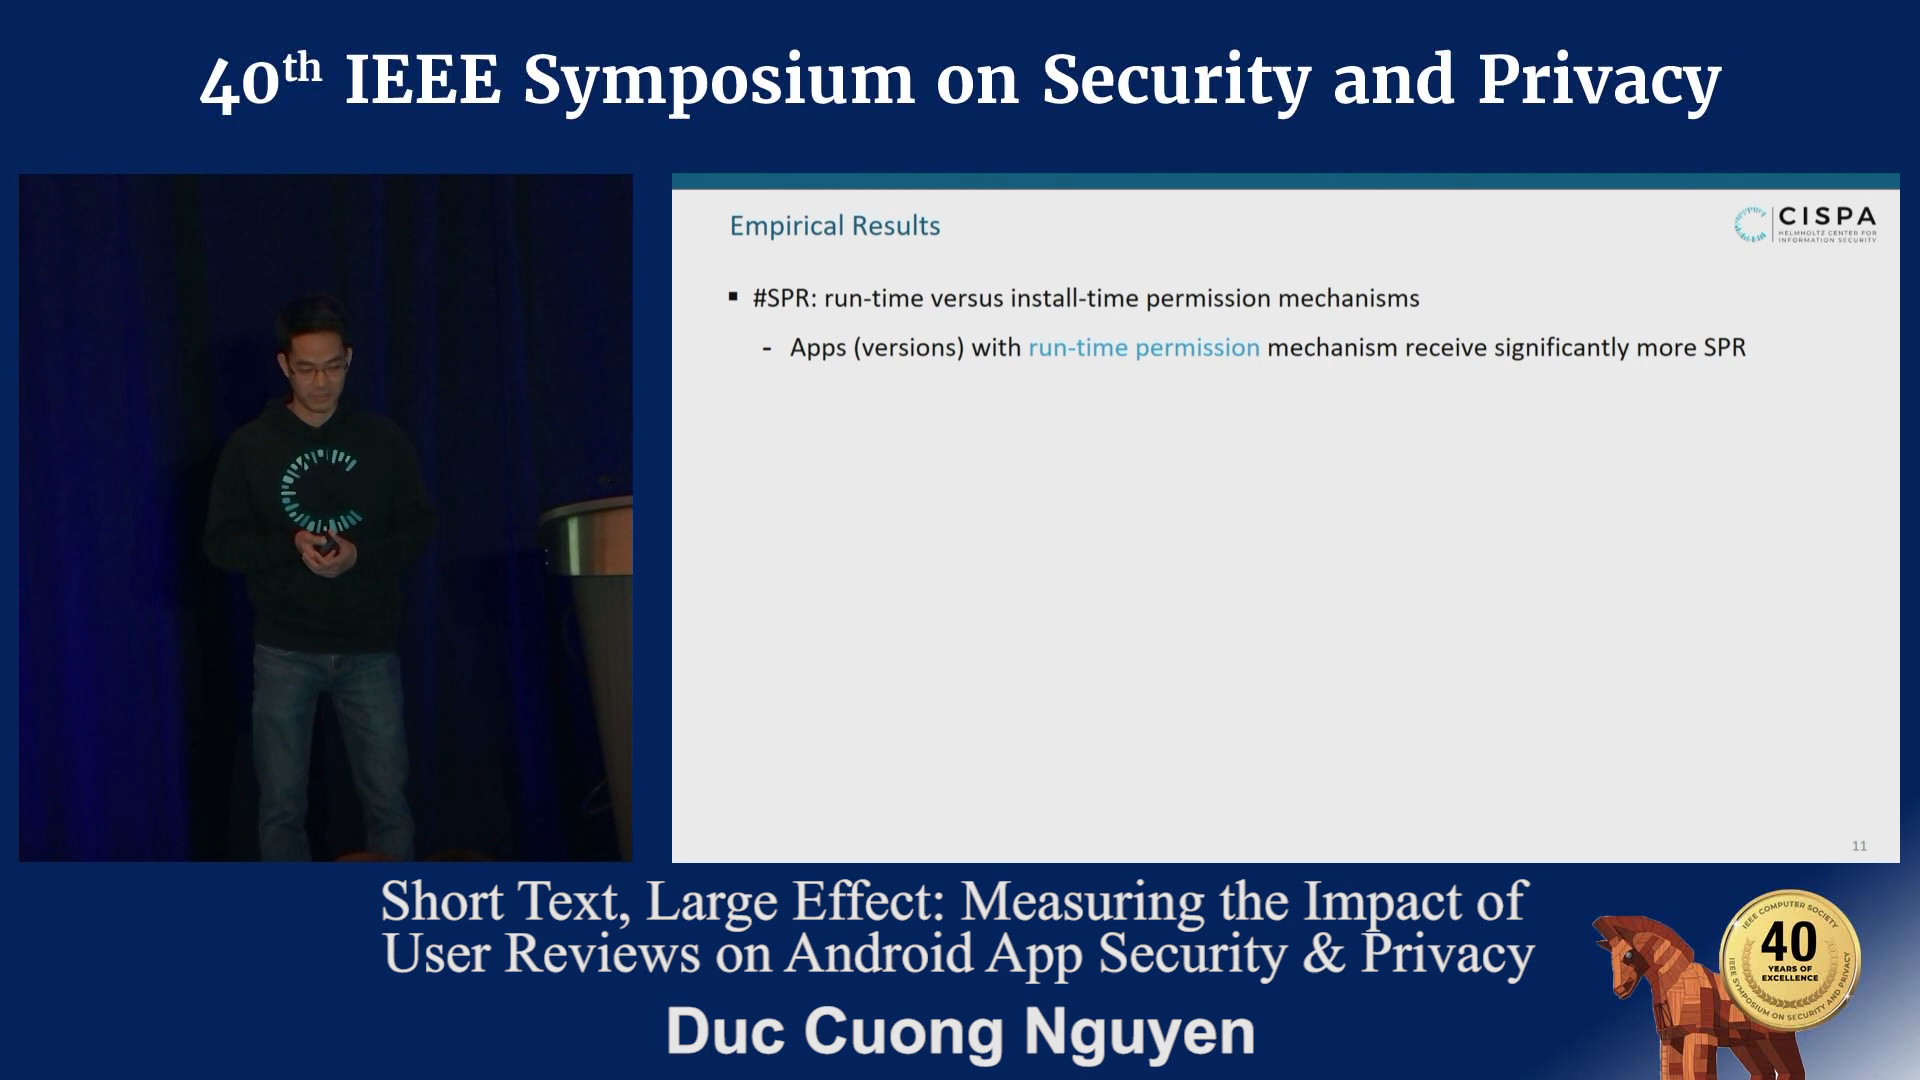 40th IEEE Symposium on Security and Privacy
Empirical Results
CISPA
HELMHOLTZ CENTER FOR
INFORMATION SECURITY
▪ #SPR: run-time versus install-time permission mechanisms
- Apps (versions) with run-time permission mechanism receive significantly more SPR
11
Short Text, Large Effect: Measuring the Impact of
User Reviews on Android App Security & Privacy
Duc Cuong Nguyen
IEEE COMPUTER SOCIETY
40
YEARS OF
EXCELLENCE
IEEE SYMPOSIUM ON SECURITY AND PRIVACY